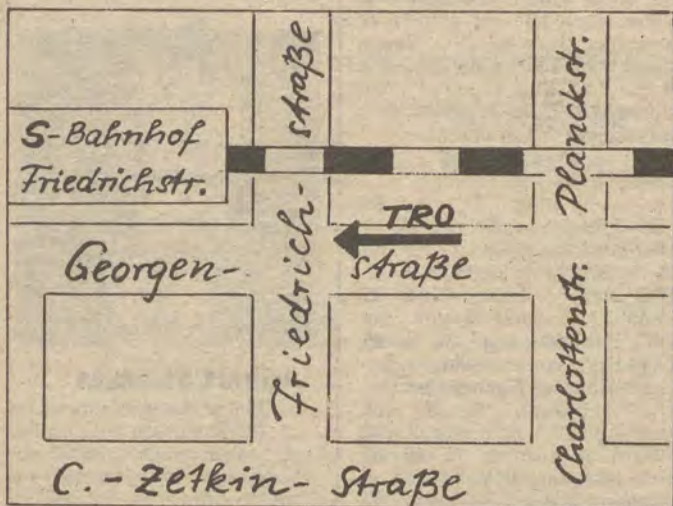 S-Bahnhof
Friedrichstr.
Friedrich-
straße
Planckstr.
TRO
Georgen-
straße
Charlottenstr.
C.-Zetkin-Straße